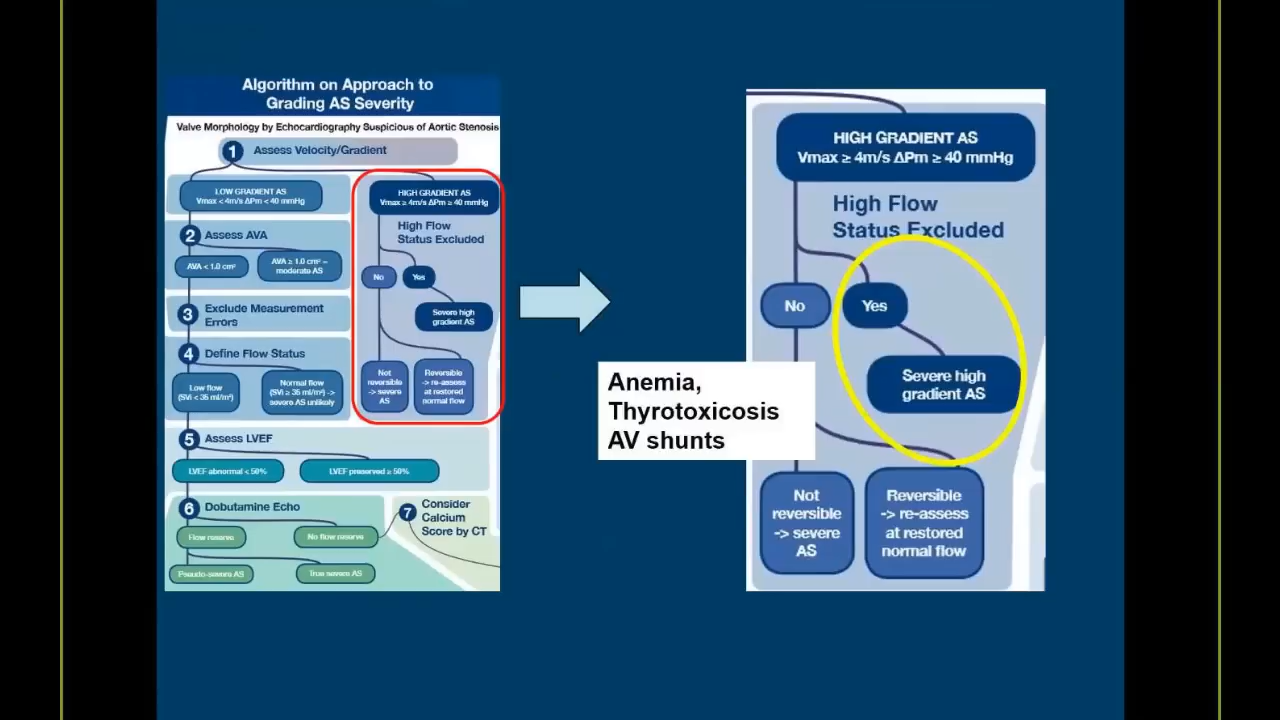 Algorithm on Approach to
Grading AS Severity
Valve Morphology by Echocardiography Suspicious of Aortic Stenosis
1 Assess Velocity/Gradient
LOW GRADIENT AS
Vmax < 4m/s ΔPm < 40 mmHg
HIGH GRADIENT AS
Vmax ≥ 4m/s ΔPm ≥ 40 mmHg
High Flow
Status Excluded
2 Assess AVA
AVA < 1.0 cm²
AVA ≥ 1.0 cm² –
moderate AS
No
Yes
Severe high
gradient AS
3 Exclude Measurement
Errors
4 Define Flow Status
Low flow
(SVi < 35 ml/m²)
Normal flow
(SVi ≥ 35 ml/m²) ->
severe AS unlikely
Not
reversible
-> severe
AS
Reversible
-> re-assess
at restored
normal flow
5 Assess LVEF
LVEF abnormal < 50%
LVEF preserved ≥ 50%
6 Dobutamine Echo
Flow reserve
No flow reserve
Pseudo-severe AS
True severe AS
7 Consider
Calcium
Score by CT
Anemia,
Thyrotoxicosis
AV shunts
HIGH GRADIENT AS
Vmax ≥ 4m/s ΔPm ≥ 40 mmHg
High Flow
Status Excluded
No
Yes
Severe high
gradient AS
Not
reversible
-> severe
AS
Reversible
-> re-assess
at restored
normal flow